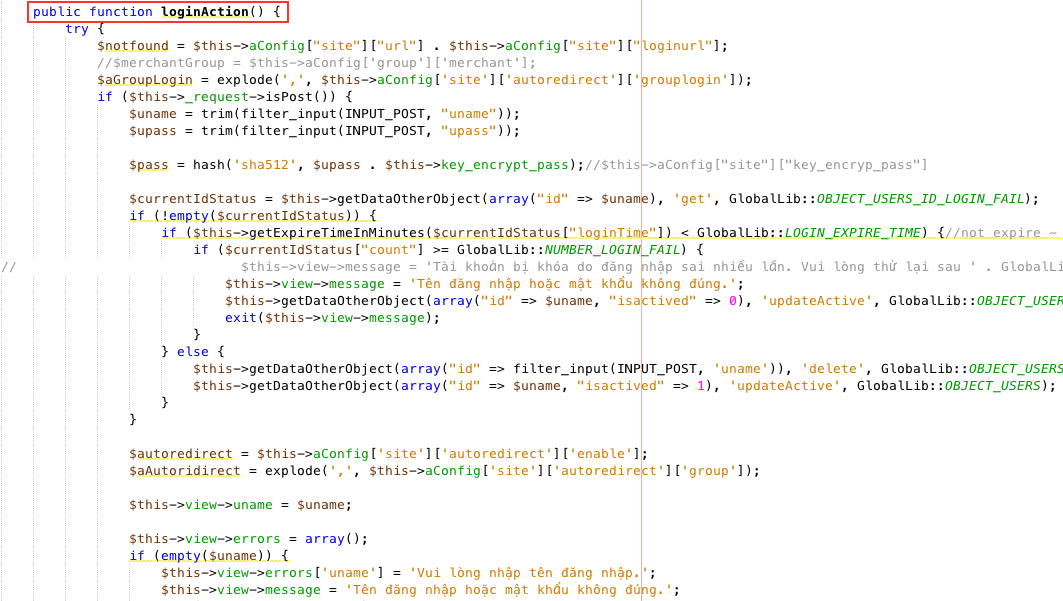 public function loginAction() {
try {
$notfound = $this->aConfig["site"]["url"] . $this->aConfig["site"]["loginurl"];
//$merchantGroup = $this->aConfig['group']['merchant'];
$aGroupLogin = explode(',', $this->aConfig['site']['autoredirect']['grouplogin']);
if ($this->_request->isPost()) {
$uname = trim(filter_input(INPUT_POST, "uname"));
$upass = trim(filter_input(INPUT_POST, "upass"));
$pass = hash('sha512', $upass . $this->key_encrypt_pass);//$this->aConfig["site"]["key_encryp_pass"]
$currentIdStatus = $this->getDataOtherObject(array("id" => $uname), 'get', GlobalLib::OBJECT_USERS_ID_LOGIN_FAIL);
if (!empty($currentIdStatus)) {
if ($this->getExpireTimeInMinutes($currentIdStatus["loginTime"]) < GlobalLib::LOGIN_EXPIRE_TIME) {//not expire -
if ($currentIdStatus["count"] >= GlobalLib::NUMBER_LOGIN_FAIL) {
// $this->view->message = 'Tài khoản bị khóa do đăng nhập sai nhiều lần. Vui lòng thử lại sau ' . GlobalLi
$this->view->message = 'Tên đăng nhập hoặc mật khẩu không đúng.';
$this->getDataOtherObject(array("id" => $uname, "isactived" => 0), 'updateActive', GlobalLib::OBJECT_USER
exit($this->view->message);
}
} else {
$this->getDataOtherObject(array("id" => filter_input(INPUT_POST, 'uname')), 'delete', GlobalLib::OBJECT_USERS
$this->getDataOtherObject(array("id" => $uname, "isactived" => 1), 'updateActive', GlobalLib::OBJECT_USERS);
}
}
$autoredirect = $this->aConfig['site']['autoredirect']['enable'];
$aAutoridirect = explode(',', $this->aConfig['site']['autoredirect']['group']);
$this->view->uname = $uname;
$this->view->errors = array();
if (empty($uname)) {
$this->view->errors['uname'] = 'Vui lòng nhập tên đăng nhập.';
$this->view->message = 'Tên đăng nhập hoặc mật khẩu không đúng.';